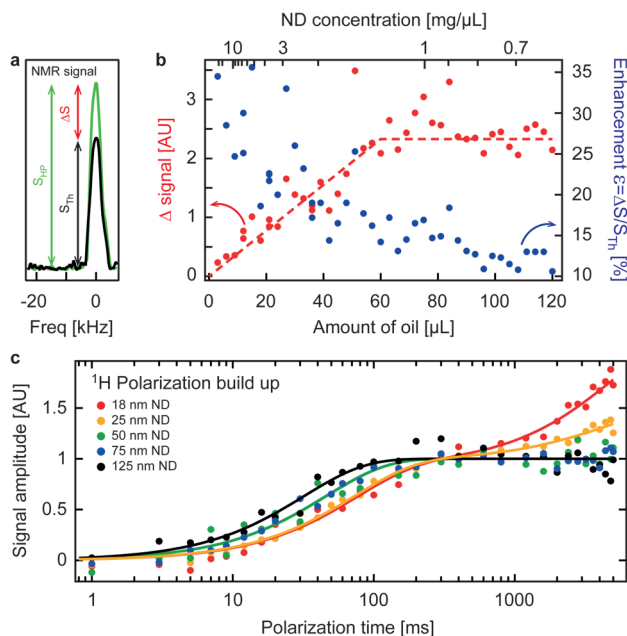 ND concentration [mg/µL]
10 3 1 0.7
a
NMR signal
ΔS
S_HP
S_Th
-20 0
Freq [kHz]
b
3
2
1
0
Δ signal [AU]
35
30
25
20
15
10
Enhancement ε=ΔS/S_Th [%]
0 20 40 60 80 100 120
Amount of oil [µL]
c
¹H Polarization build up
18 nm ND
25 nm ND
50 nm ND
75 nm ND
125 nm ND
1.5
1
0.5
0
Signal amplitude [AU]
1 10 100 1000
Polarization time [ms]